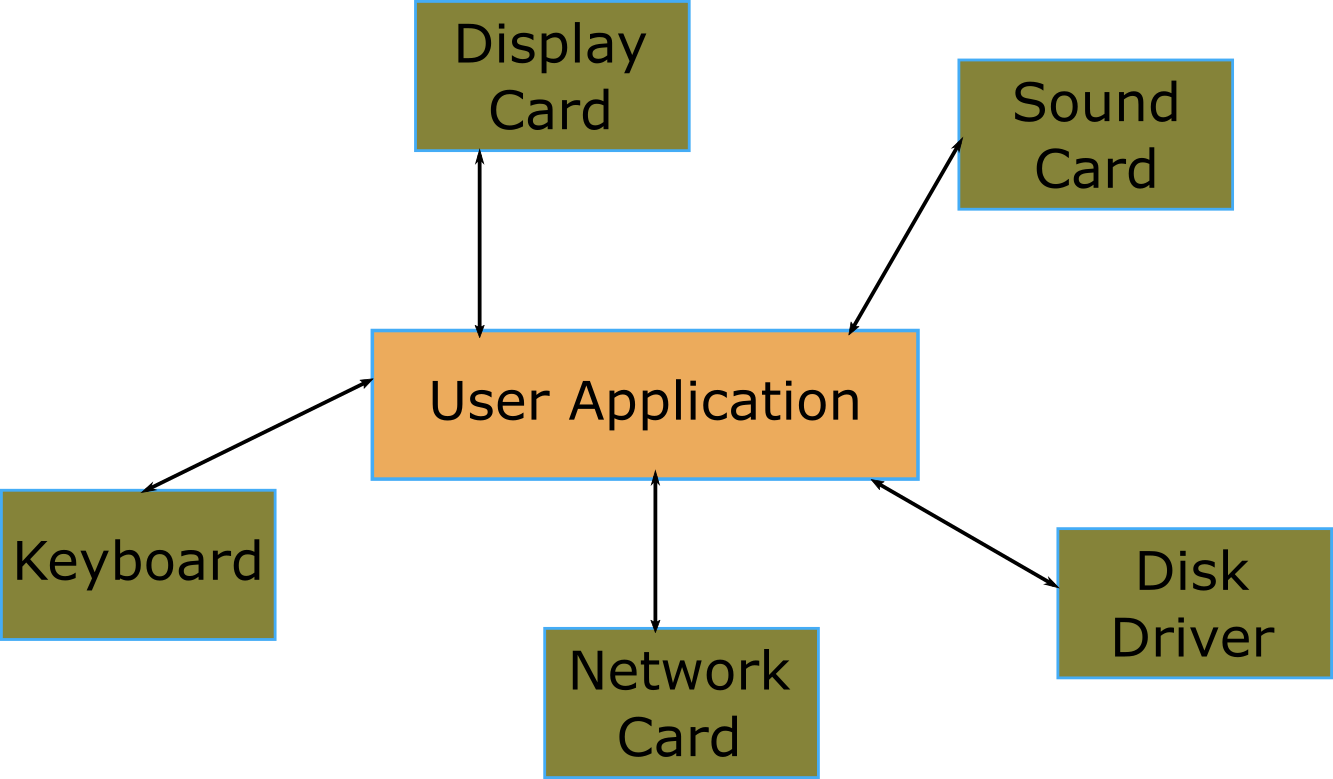 Display
Card
Sound
Card
User Application
Keyboard
Disk
Driver
Network
Card